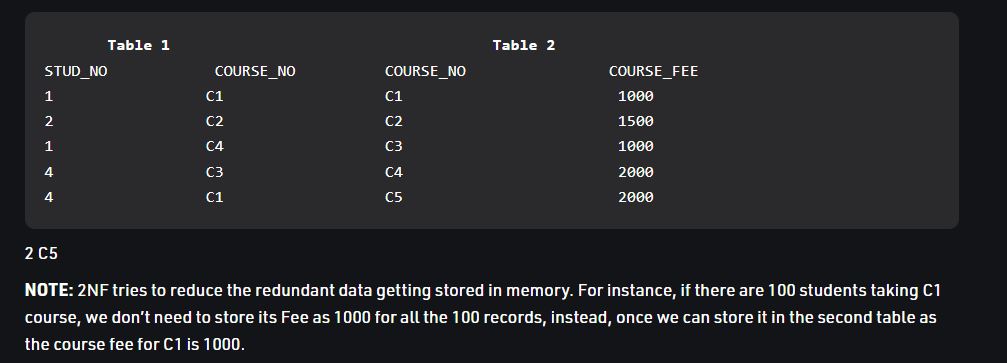 Table 1 Table 2
STUD_NO COURSE_NO COURSE_NO COURSE_FEE
1 C1 C1 1000
2 C2 C2 1500
1 C4 C3 1000
4 C3 C4 2000
4 C1 C5 2000
2 C5
NOTE: 2NF tries to reduce the redundant data getting stored in memory. For instance, if there are 100 students taking C1
course, we don’t need to store its Fee as 1000 for all the 100 records, instead, once we can store it in the second table as
the course fee for C1 is 1000.